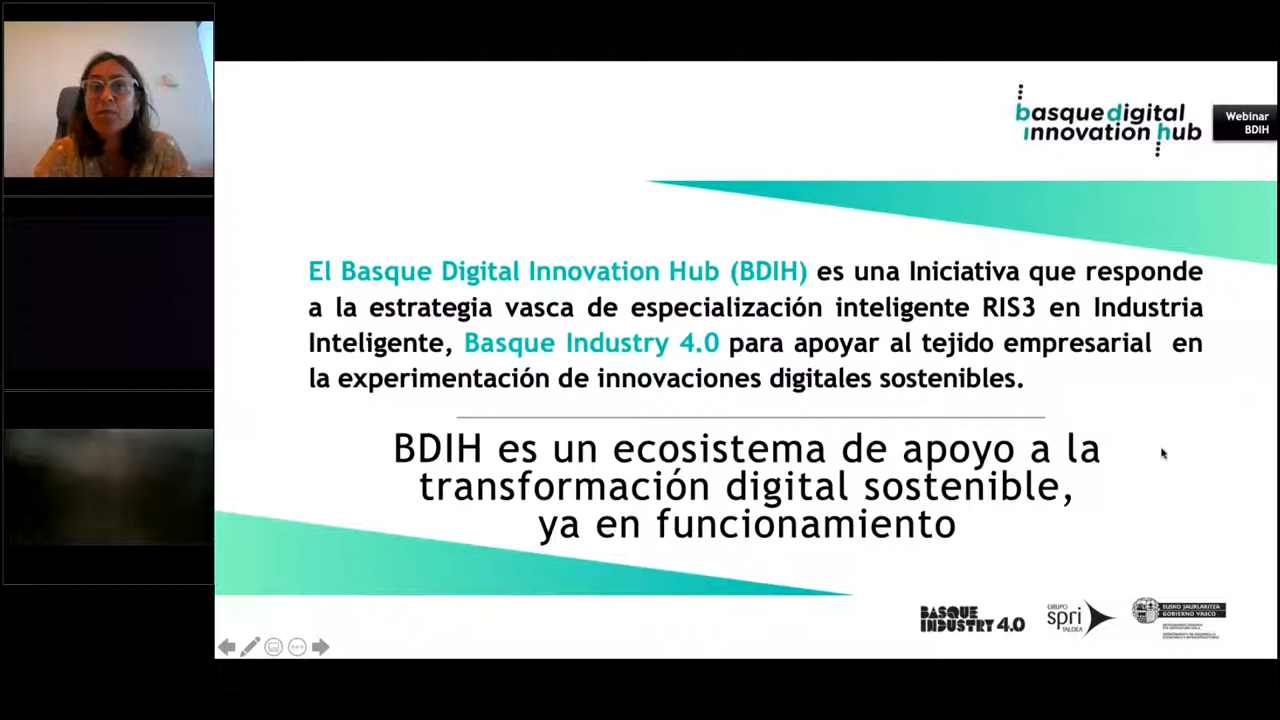 basque digital
innovation hub
Webinar
BDIH
El Basque Digital Innovation Hub (BDIH) es una Iniciativa que responde
a la estrategia vasca de especialización inteligente RIS3 en Industria
Inteligente, Basque Industry 4.0 para apoyar al tejido empresarial en
la experimentación de innovaciones digitales sostenibles.
BDIH es un ecosistema de apoyo a la
transformación digital sostenible,
ya en funcionamiento
BASQUE
INDUSTRY 4.0
GRUPO
spri
TALDEA
EUSKO JAURLARITZA
GOBIERNO VASCO